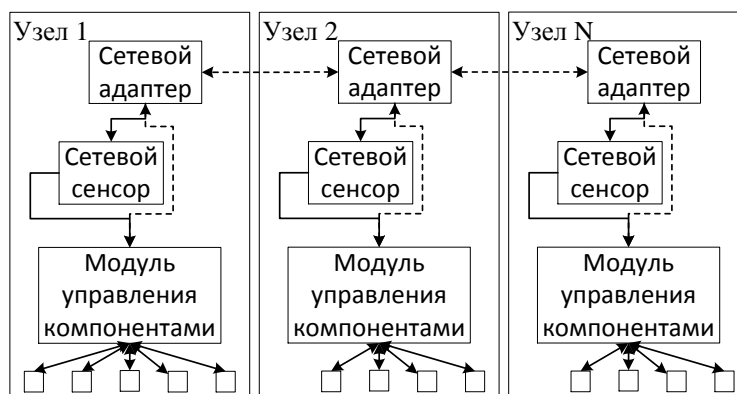 Узел 1
Сетевой
адаптер
Сетевой
сенсор
Модуль
управления
компонентами
Узел 2
Сетевой
адаптер
Сетевой
сенсор
Модуль
управления
компонентами
Узел N
Сетевой
адаптер
Сетевой
сенсор
Модуль
управления
компонентами